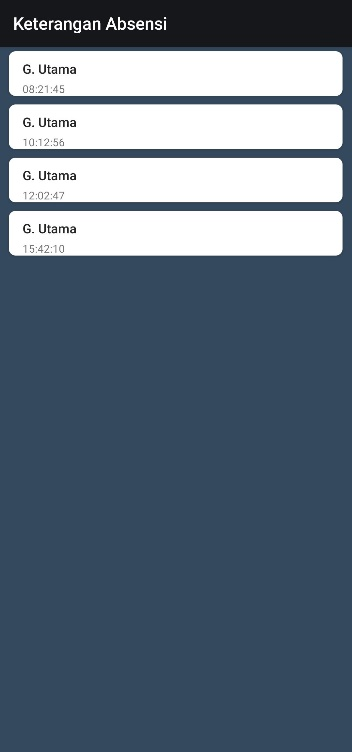 Keterangan Absensi
G. Utama
08:21:45
G. Utama
10:12:56
G. Utama
12:02:47
G. Utama
15:42:10